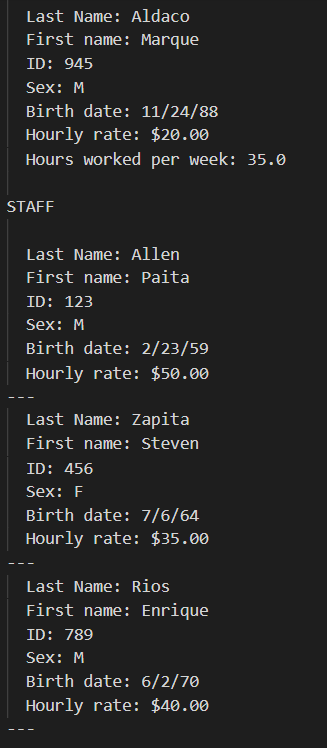 Last Name: Aldaco
First name: Marque
ID: 945
Sex: M
Birth date: 11/24/88
Hourly rate: $20.00
Hours worked per week: 35.0
STAFF
Last Name: Allen
First name: Paita
ID: 123
Sex: M
Birth date: 2/23/59
Hourly rate: $50.00
---
Last Name: Zapita
First name: Steven
ID: 456
Sex: F
Birth date: 7/6/64
Hourly rate: $35.00
---
Last Name: Rios
First name: Enrique
ID: 789
Sex: M
Birth date: 6/2/70
Hourly rate: $40.00
---